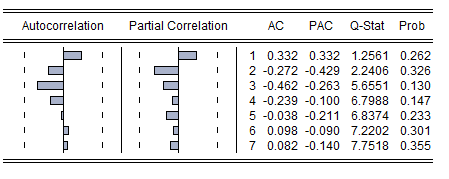 Autocorrelation Partial Correlation AC PAC Q-Stat Prob
1 0.332 0.332 1.2561 0.262
2 -0.272 -0.429 2.2406 0.326
3 -0.462 -0.263 5.6551 0.130
4 -0.239 -0.100 6.7988 0.147
5 -0.038 -0.211 6.8374 0.233
6 0.098 -0.090 7.2202 0.301
7 0.082 -0.140 7.7518 0.355